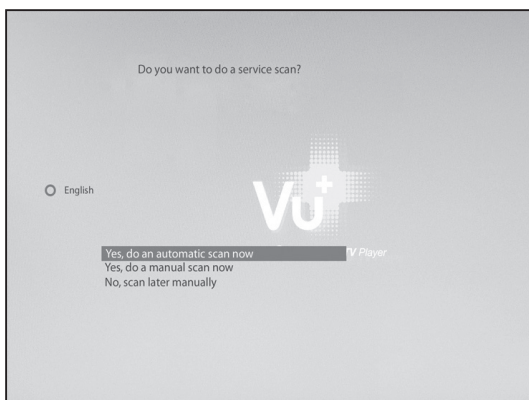 Do you want to do a service scan?
English
Vu+
Yes, do an automatic scan now
TV Player
Yes, do a manual scan now
No, scan later manually